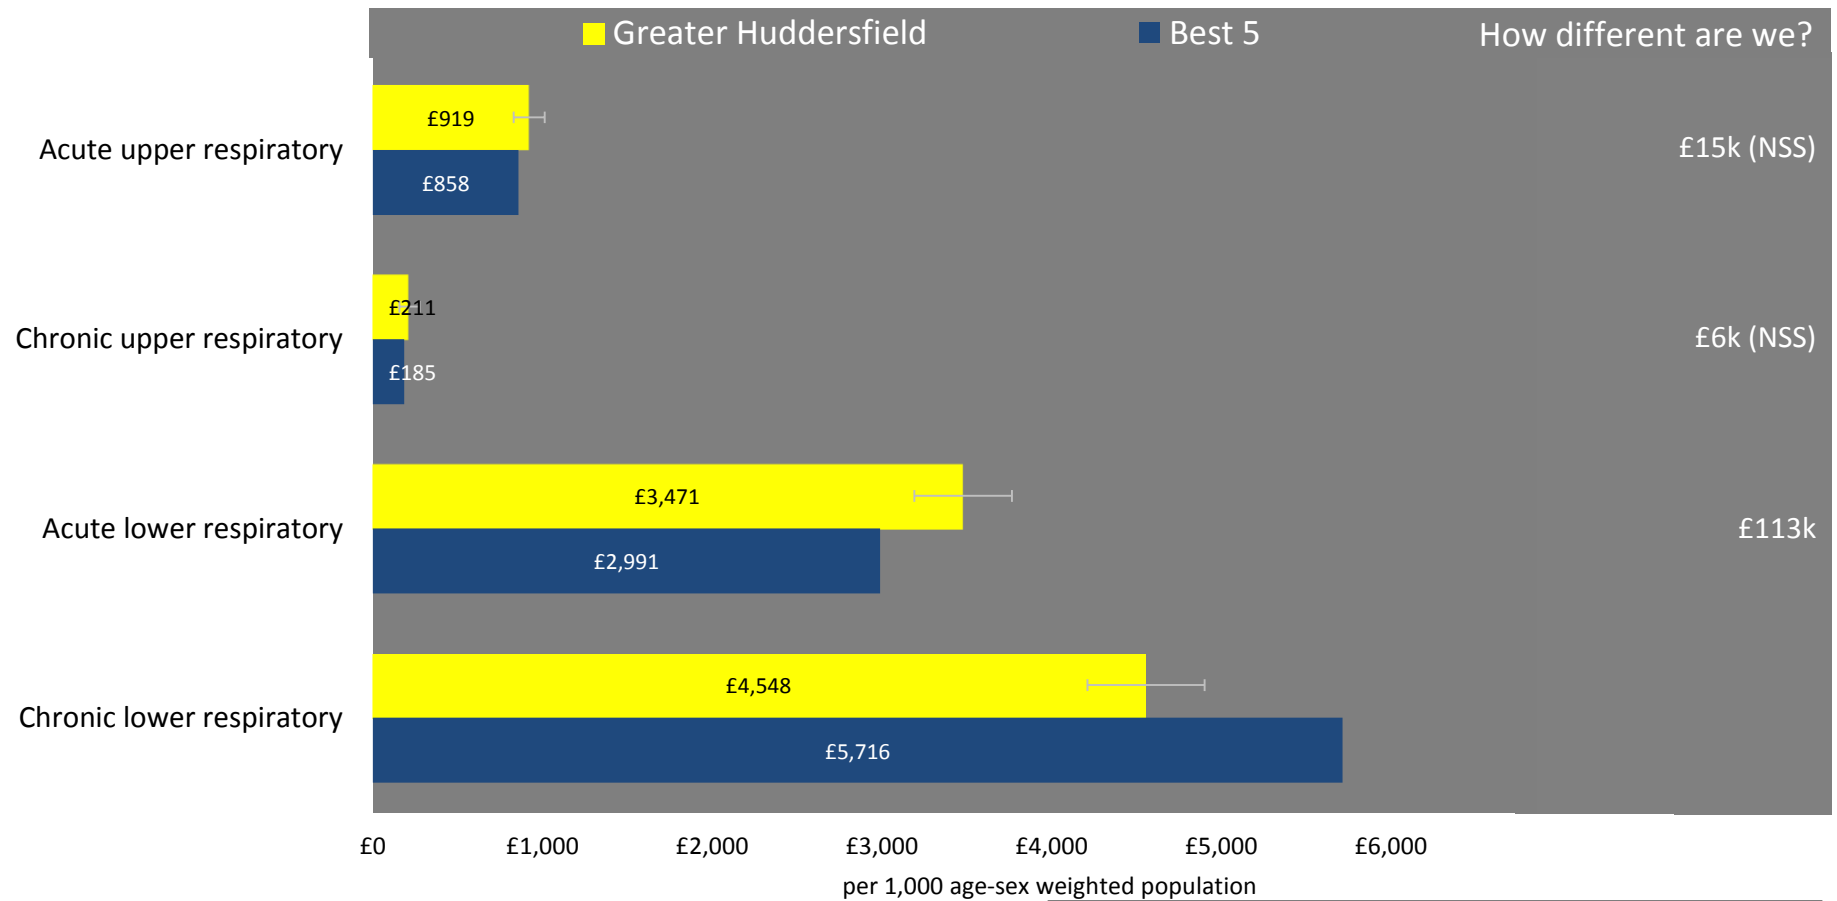 Greater Huddersfield
Best 5
How different are we?
Acute upper respiratory
£919
£858
£15k (NSS)
Chronic upper respiratory
£211
£185
£6k (NSS)
Acute lower respiratory
£3,471
£2,991
£113k
Chronic lower respiratory
£4,548
£5,716
£0 £1,000 £2,000 £3,000 £4,000 £5,000 £6,000
per 1,000 age-sex weighted population